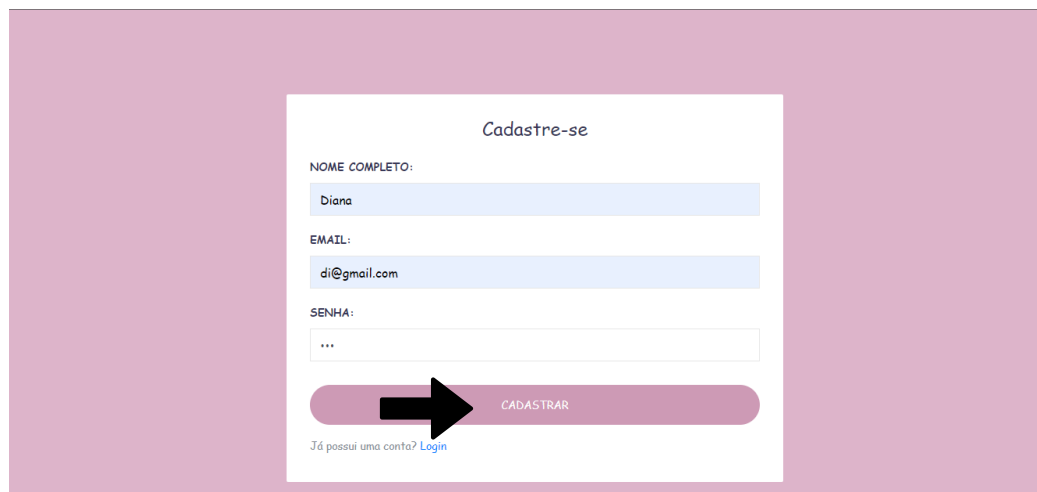 Cadastre-se
NOME COMPLETO:
Diana
EMAIL:
di@gmail.com
SENHA:
•••
CADASTRAR
Já possui uma conta? Login